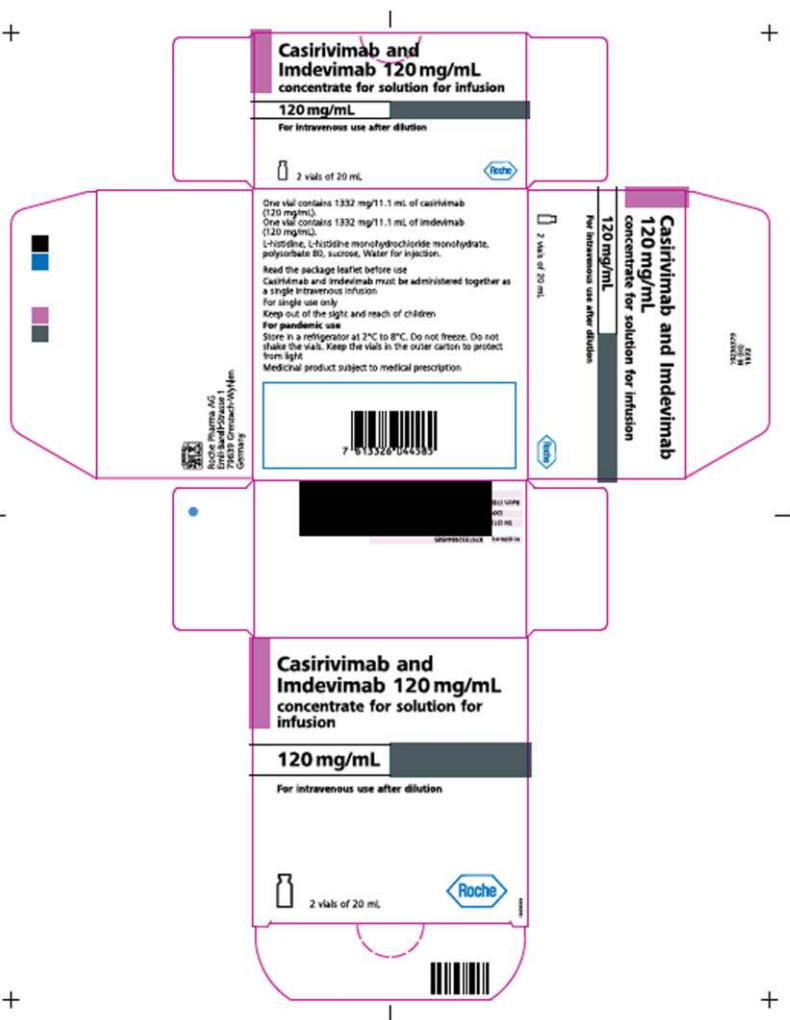 Casirivimab and
Imdevimab 120 mg/mL
concentrate for solution for infusion
120 mg/mL
For intravenous use after dilution
2 vials of 20 mL
Roche
One vial contains 1332 mg/11.1 mL of casirivimab
(120 mg/mL).
One vial contains 1332 mg/11.1 mL of imdevimab
(120 mg/mL).
L-histidine, L-histidine monohydrochloride monohydrate,
polysorbate 80, sucrose, Water for injection.
Read the package leaflet before use
Casirivimab and Imdevimab must be administered together as
a single intravenous infusion
For single use only
Keep out of the sight and reach of children
For pandemic use
Store in a refrigerator at 2°C to 8°C. Do not freeze. Do not
shake the vials. Keep the vials in the outer carton to protect
from light
Medicinal product subject to medical prescription
7 613326 044385
Roche Pharma AG
Emil-Barell-Strasse 1
79639 Grenzach-Wyhlen
Germany
Casirivimab and Imdevimab
120 mg/mL
concentrate for solution for infusion
120 mg/mL
For intravenous use after dilution
2 vials of 20 mL
Roche
Casirivimab and
Imdevimab 120 mg/mL
concentrate for solution for
infusion
120 mg/mL
For intravenous use after dilution
2 vials of 20 mL
Roche